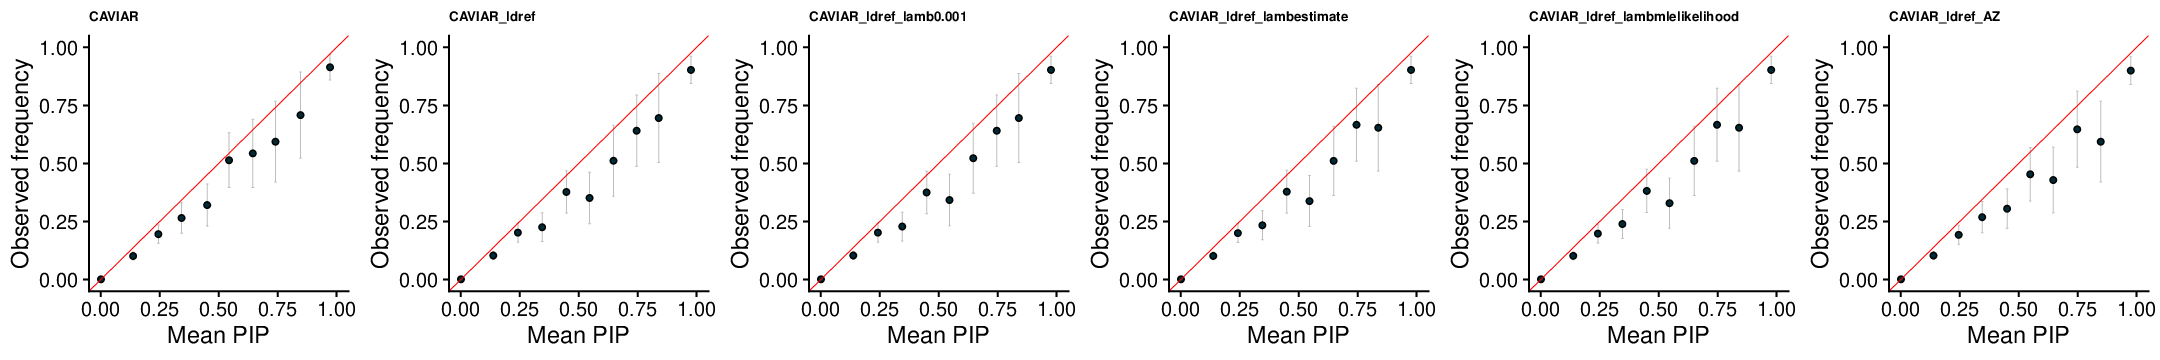 CAVIAR
1.00
0.75
0.50
0.25
0.00
Observed frequency
0.00 0.25 0.50 0.75 1.00
Mean PIP
CAVIAR_ldref
1.00
0.75
0.50
0.25
0.00
Observed frequency
0.00 0.25 0.50 0.75 1.00
Mean PIP
CAVIAR_ldref_lamb0.001
1.00
0.75
0.50
0.25
0.00
Observed frequency
0.00 0.25 0.50 0.75 1.00
Mean PIP
CAVIAR_ldref_lambestimate
1.00
0.75
0.50
0.25
0.00
Observed frequency
0.00 0.25 0.50 0.75 1.00
Mean PIP
CAVIAR_ldref_lambmlelikelihood
1.00
0.75
0.50
0.25
0.00
Observed frequency
0.00 0.25 0.50 0.75 1.00
Mean PIP
CAVIAR_ldref_AZ
1.00
0.75
0.50
0.25
0.00
Observed frequency
0.00 0.25 0.50 0.75 1.00
Mean PIP